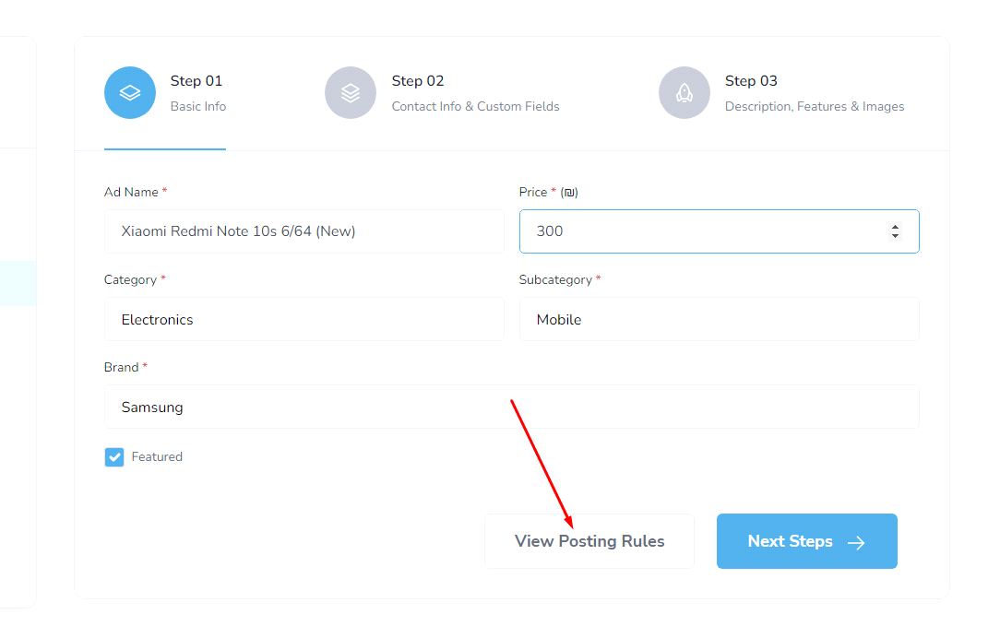 Step 01
Basic Info
Step 02
Contact Info & Custom Fields
Step 03
Description, Features & Images
Ad Name *
Price * (₪)
Xiaomi Redmi Note 10s 6/64 (New)
300
Category *
Subcategory *
Electronics
Mobile
Brand *
Samsung
Featured
View Posting Rules
Next Steps →